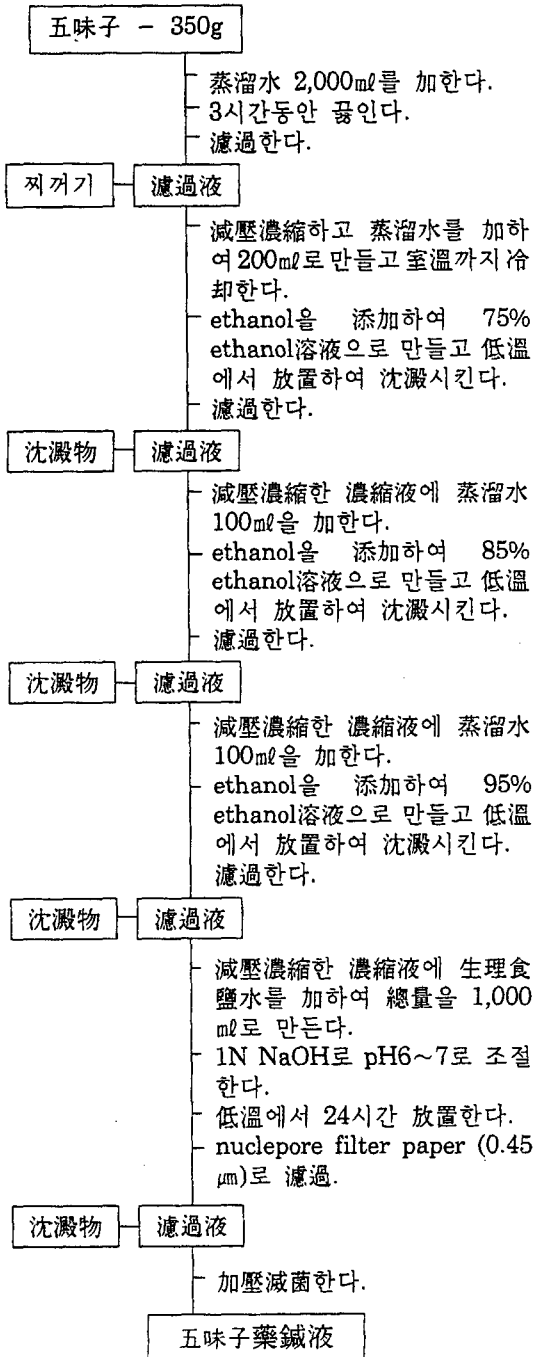 五味子 - 350g
蒸溜水 2,000㎖를 加한다.
3시간동안 끓인다.
濾過한다.
찌꺼기
濾過液
減壓濃縮하고 蒸溜水를 加하
여200㎖로 만들고 室溫까지 冷
却한다.
ethanol을 添加하여 75%
ethanol溶液으로 만들고 低溫
에서 放置하여 沈澱시킨다.
濾過한다.
沈澱物
濾過液
減壓濃縮한 濃縮液에 蒸溜水
100㎖을 加한다.
ethanol을 添加하여 85%
ethanol溶液으로 만들고 低溫
에서 放置하여 沈澱시킨다.
濾過한다.
沈澱物
濾過液
減壓濃縮한 濃縮液에 蒸溜水
100㎖을 加한다.
ethanol을 添加하여 95%
ethanol溶液으로 만들고 低溫
에서 放置하여 沈澱시킨다.
濾過한다.
沈澱物
濾過液
減壓濃縮한 濃縮液에 生理食
鹽水를 加하여 總量을 1,000
㎖로 만든다.
1N NaOH로 pH6~7로 조절
한다.
低溫에서 24시간 放置한다.
nuclepore filter paper (0.45
㎛)로 濾過.
沈澱物
濾過液
加壓滅菌한다.
五味子藥鍼液